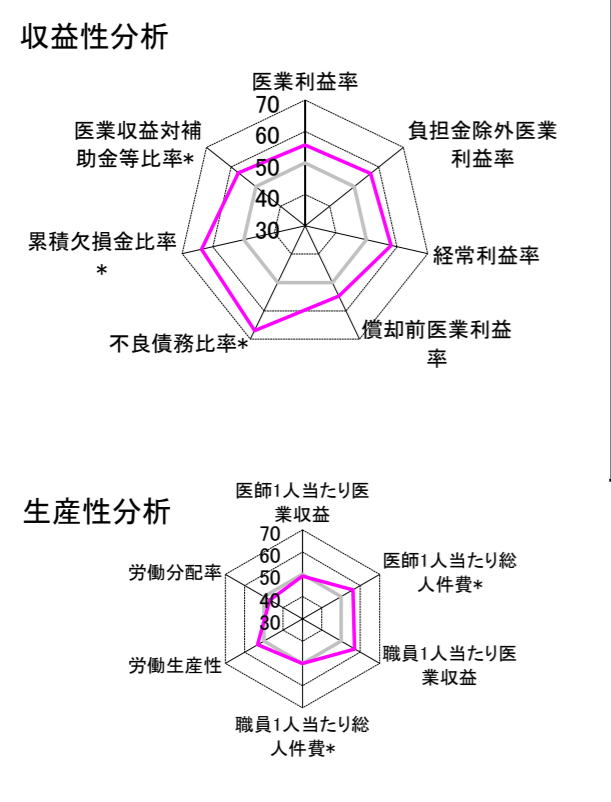 収益性分析
医業利益率
70
60
50
40
30
負担金除外医業
利益率
経常利益率
償却前医業利益
率
不良債務比率*
累積欠損金比率
*
医業収益対補
助金等比率*
生産性分析
医師1人当たり医
業収益
70
60
50
40
30
医師1人当たり総
人件費*
職員1人当たり医
業収益
職員1人当たり総
人件費*
労働生産性
労働分配率